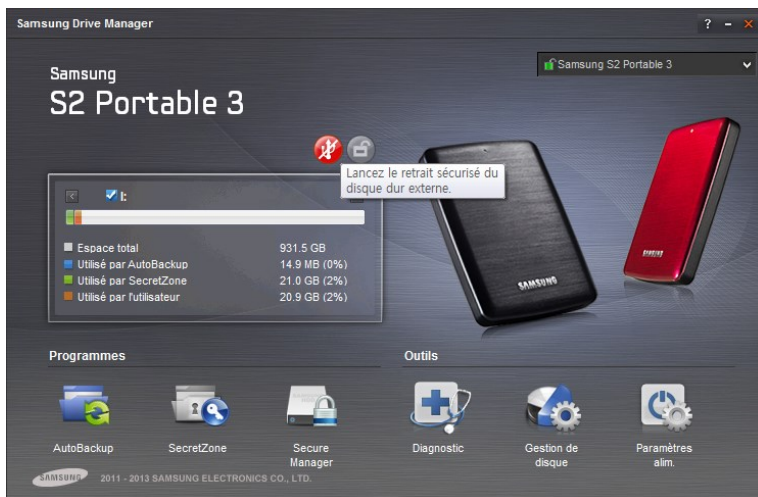 Samsung Drive Manager
Samsung S2 Portable 3
Samsung
S2 Portable 3
Lancez le retrait sécurisé du
disque dur externe.
I:
Espace total 931.5 GB
Utilisé par AutoBackup 14.9 MB (0%)
Utilisé par SecretZone 21.0 GB (2%)
Utilisé par l'utilisateur 20.9 GB (2%)
SAMSUNG
SAMSUNG
Programmes
Outils
AutoBackup
SecretZone
Secure
Manager
Diagnostic
Gestion de
disque
Paramètres
alim.
SAMSUNG 2011 - 2013 SAMSUNG ELECTRONICS CO., LTD.